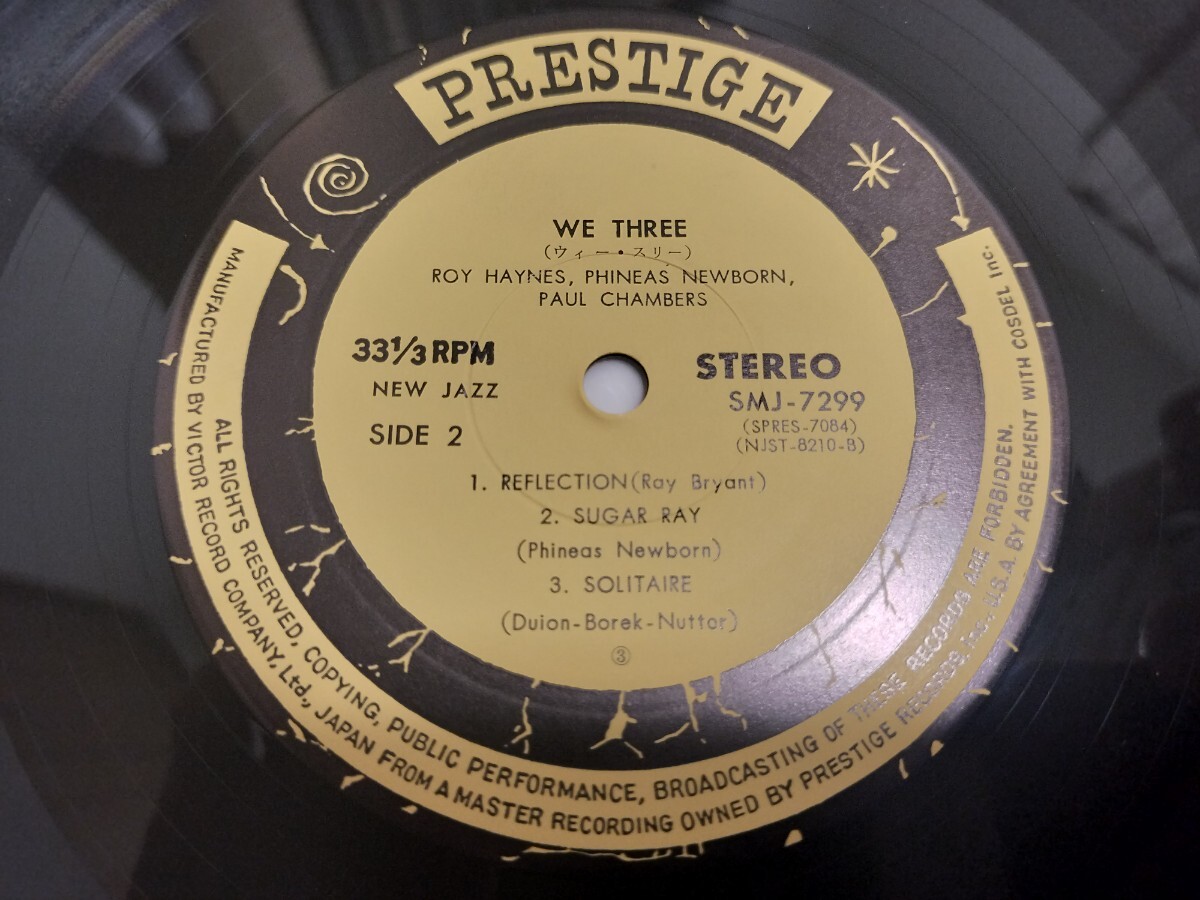 PRESTIGE
WE THREE
(ウィー・スリー)
ROY HAYNES, PHINEAS NEWBORN,
PAUL CHAMBERS
33⅓ RPM
NEW JAZZ
SIDE 2
STEREO
SMJ-7299
(SPRES-7084)
(NJST-8210-B)
1. REFLECTION (Ray Bryant)
2. SUGAR RAY
(Phineas Newborn)
3. SOLITAIRE
(Duion-Borek-Nutter)
③
ALL RIGHTS RESERVED, COPYING, PUBLIC PERFORMANCE, BROADCASTING OF THESE RECORDS ARE FORBIDDEN.
MANUFACTURED BY VICTOR RECORD COMPANY, Ltd., JAPAN FROM A MASTER RECORDING OWNED BY PRESTIGE RECORDS, Inc., U.S.A. BY AGREEMENT WITH COSDEL Inc.